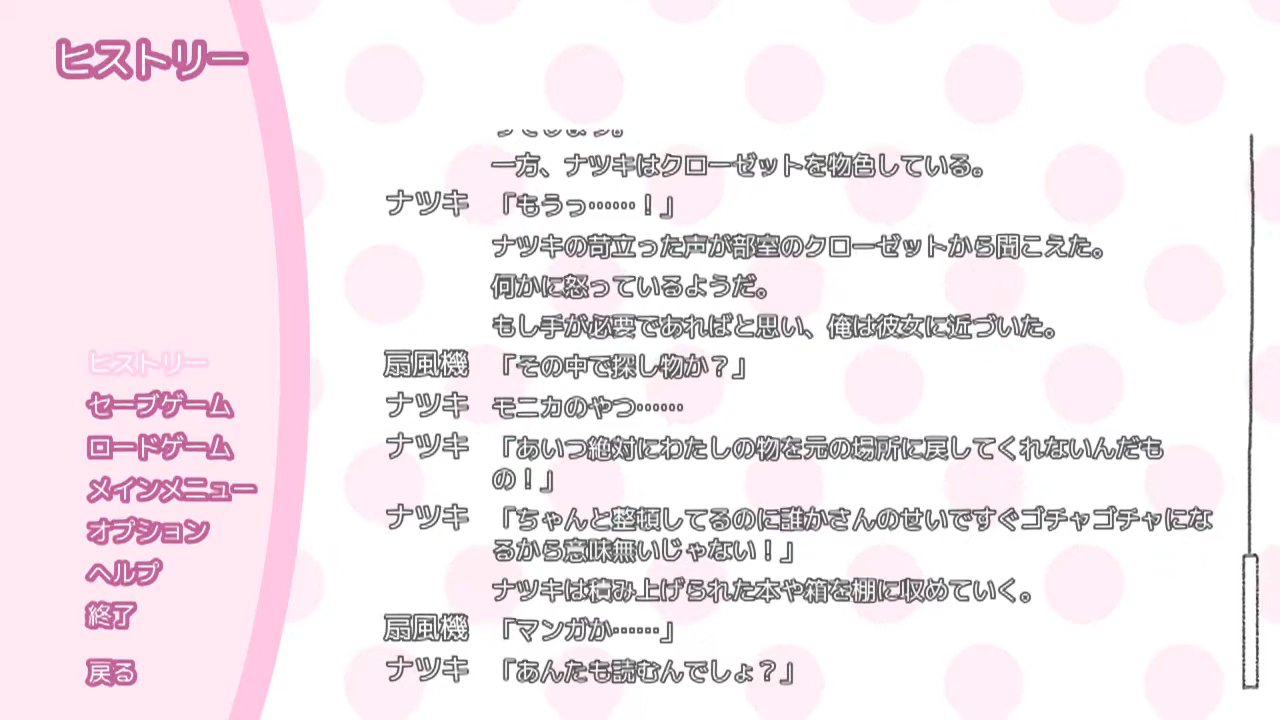 ヒストリー
一方、ナツキはクローゼットを物色している。
ナツキ 「もうっ……！」
ナツキの苛立った声が部室のクローゼットから聞こえた。
何かに怒っているようだ。
もし手が必要であればと思い、俺は彼女に近づいた。
扇風機 「その中で探し物か？」
ナツキ モニカのやつ……
ナツキ 「あいつ絶対にわたしの物を元の場所に戻してくれないんだも
の！」
ナツキ 「ちゃんと整頓してるのに誰かさんのせいですぐゴチャゴチャにな
るから意味無いじゃない！」
ナツキは積み上げられた本や箱を棚に収めていく。
扇風機 「マンガか……」
ナツキ 「あんたも読むんでしょ？」
ヒストリー
セーブゲーム
ロードゲーム
メインメニュー
オプション
ヘルプ
終了
戻る